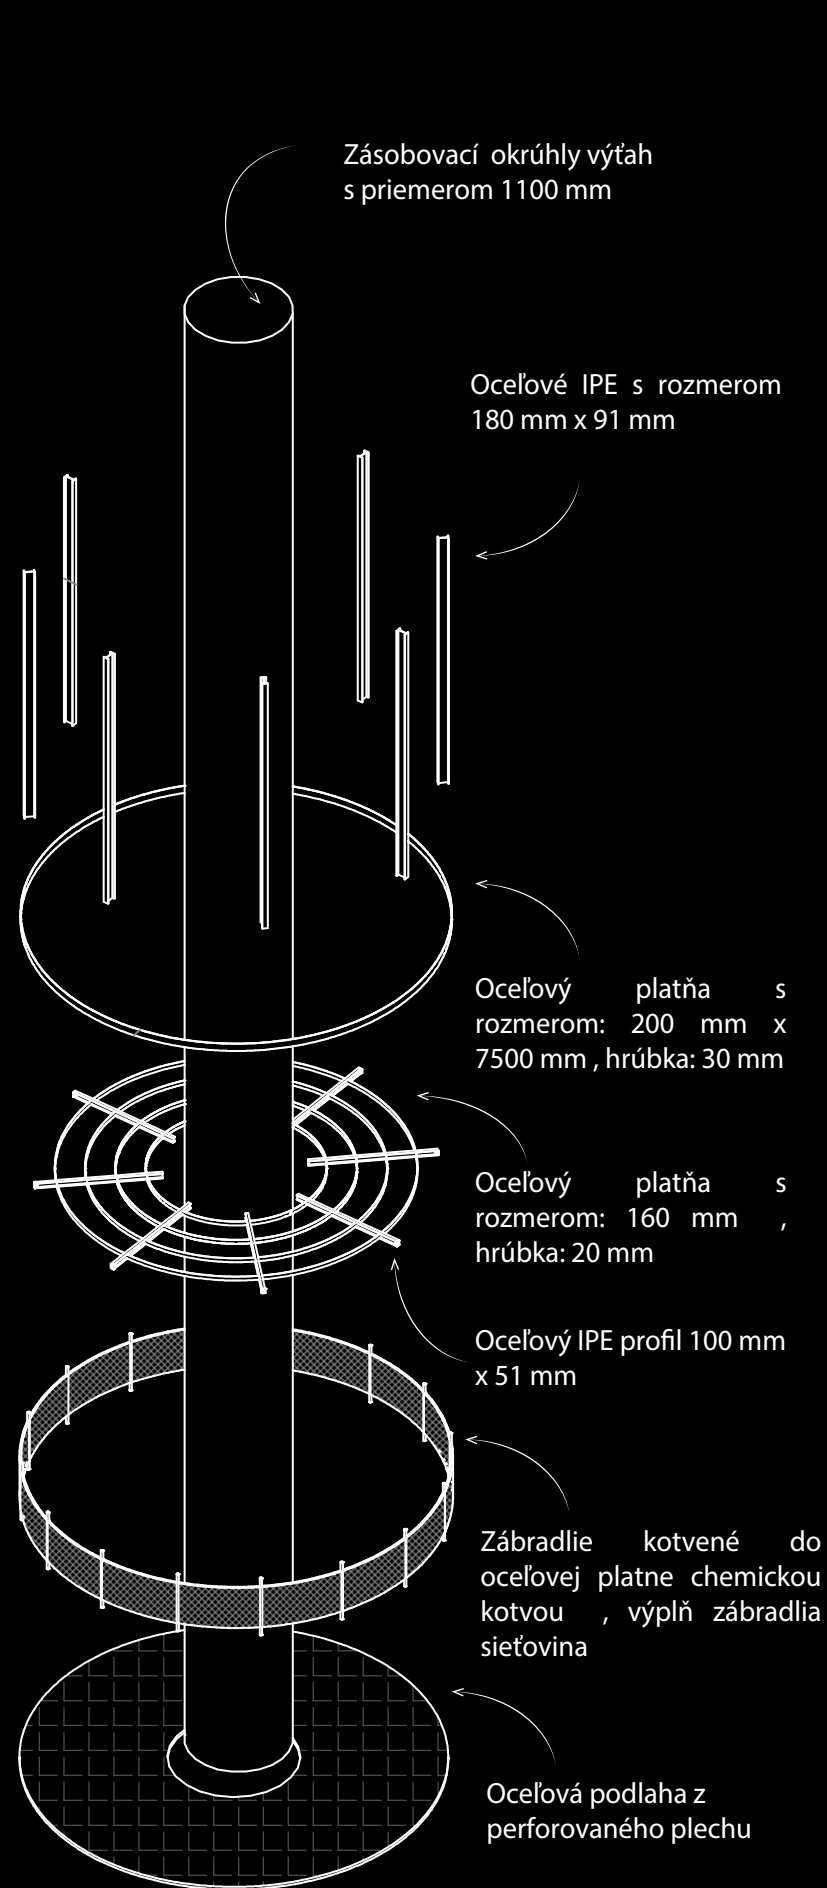 Zásobovací okrúhly výťah
s priemerom 1100 mm
Oceľové IPE s rozmerom
180 mm x 91 mm
Oceľový platňa s
rozmerom: 200 mm x
7500 mm , hrúbka: 30 mm
Oceľový platňa s
rozmerom: 160 mm ,
hrúbka: 20 mm
Oceľový IPE profil 100 mm
x 51 mm
Zábradlie kotvené do
oceľovej platne chemickou
kotvou , výplň zábradlia
sieťovina
Oceľová podlaha z
perforovaného plechu